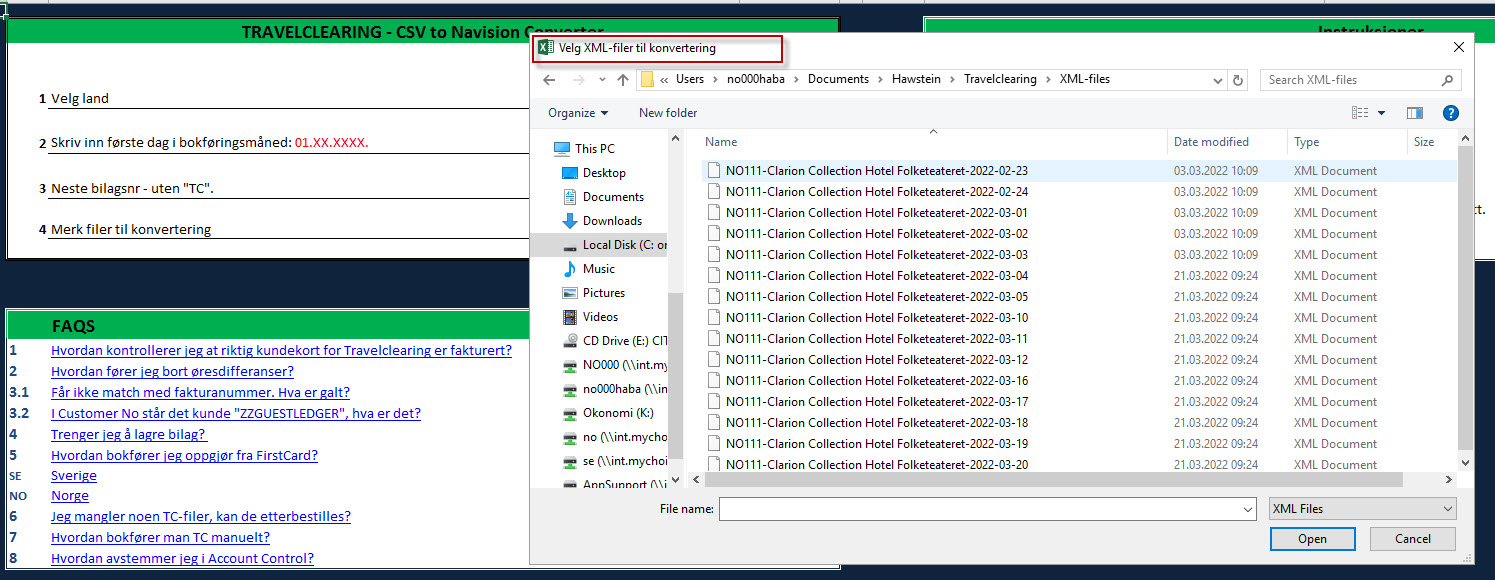 TRAVELCLEARING - CSV to Navision Converter
Instruksjoner
1 Velg land
2 Skriv inn første dag i bokføringsmåned: 01.XX.XXXX.
3 Neste bilagsnr - uten "TC".
4 Merk filer til konvertering
FAQS
1 Hvordan kontrollerer jeg at riktig kundekort for Travelclearing er fakturert?
2 Hvordan fører jeg bort øresdifferanser?
3.1 Får ikke match med fakturanummer. Hva er galt?
3.2 I Customer No står det kunde "ZZGUESTLEDGER", hva er det?
4 Trenger jeg å lagre bilag?
5 Hvordan bokfører jeg oppgjør fra FirstCard?
SE Sverige
NO Norge
6 Jeg mangler noen TC-filer, kan de etterbestilles?
7 Hvordan bokfører man TC manuelt?
8 Hvordan avstemmer jeg i Account Control?
Velg XML-filer til konvertering
« Users › no000haba › Documents › Hawstein › Travelclearing › XML-files
Search XML-files
Organize New folder
This PC
Desktop
Documents
Downloads
Local Disk (C: or
Music
Pictures
Videos
CD Drive (E:) CIT
NO000 (\\int.my
no000haba (\\in
Okonomi (K:)
no (\\int.mycho
se (\\int.mychoi
AppSupport (\\i
Name Date modified Type Size
NO111-Clarion Collection Hotel Folketeateret-2022-02-23 03.03.2022 10:09 XML Document
NO111-Clarion Collection Hotel Folketeateret-2022-02-24 03.03.2022 10:09 XML Document
NO111-Clarion Collection Hotel Folketeateret-2022-03-01 03.03.2022 10:09 XML Document
NO111-Clarion Collection Hotel Folketeateret-2022-03-02 03.03.2022 10:09 XML Document
NO111-Clarion Collection Hotel Folketeateret-2022-03-03 03.03.2022 10:09 XML Document
NO111-Clarion Collection Hotel Folketeateret-2022-03-04 21.03.2022 09:24 XML Document
NO111-Clarion Collection Hotel Folketeateret-2022-03-05 21.03.2022 09:24 XML Document
NO111-Clarion Collection Hotel Folketeateret-2022-03-10 21.03.2022 09:24 XML Document
NO111-Clarion Collection Hotel Folketeateret-2022-03-11 21.03.2022 09:24 XML Document
NO111-Clarion Collection Hotel Folketeateret-2022-03-12 21.03.2022 09:24 XML Document
NO111-Clarion Collection Hotel Folketeateret-2022-03-16 21.03.2022 09:24 XML Document
NO111-Clarion Collection Hotel Folketeateret-2022-03-17 21.03.2022 09:24 XML Document
NO111-Clarion Collection Hotel Folketeateret-2022-03-18 21.03.2022 09:24 XML Document
NO111-Clarion Collection Hotel Folketeateret-2022-03-19 21.03.2022 09:24 XML Document
NO111-Clarion Collection Hotel Folketeateret-2022-03-20 21.03.2022 09:24 XML Document
File name: XML Files
Open Cancel